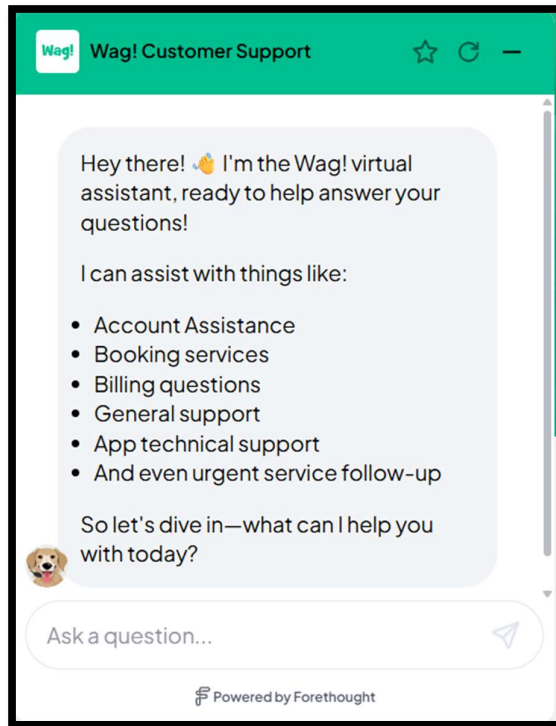 Wag! Wag! Customer Support
Hey there! 👋 I'm the Wag! virtual
assistant, ready to help answer your
questions!
I can assist with things like:
• Account Assistance
• Booking services
• Billing questions
• General support
• App technical support
• And even urgent service follow-up
So let's dive in—what can I help you
with today?
Ask a question...
Powered by Forethought